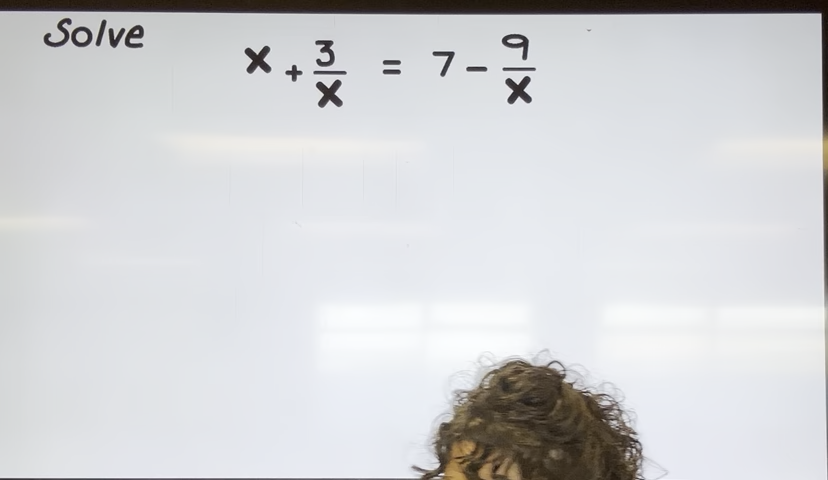 Solve
x + 3/x = 7 - 9/x